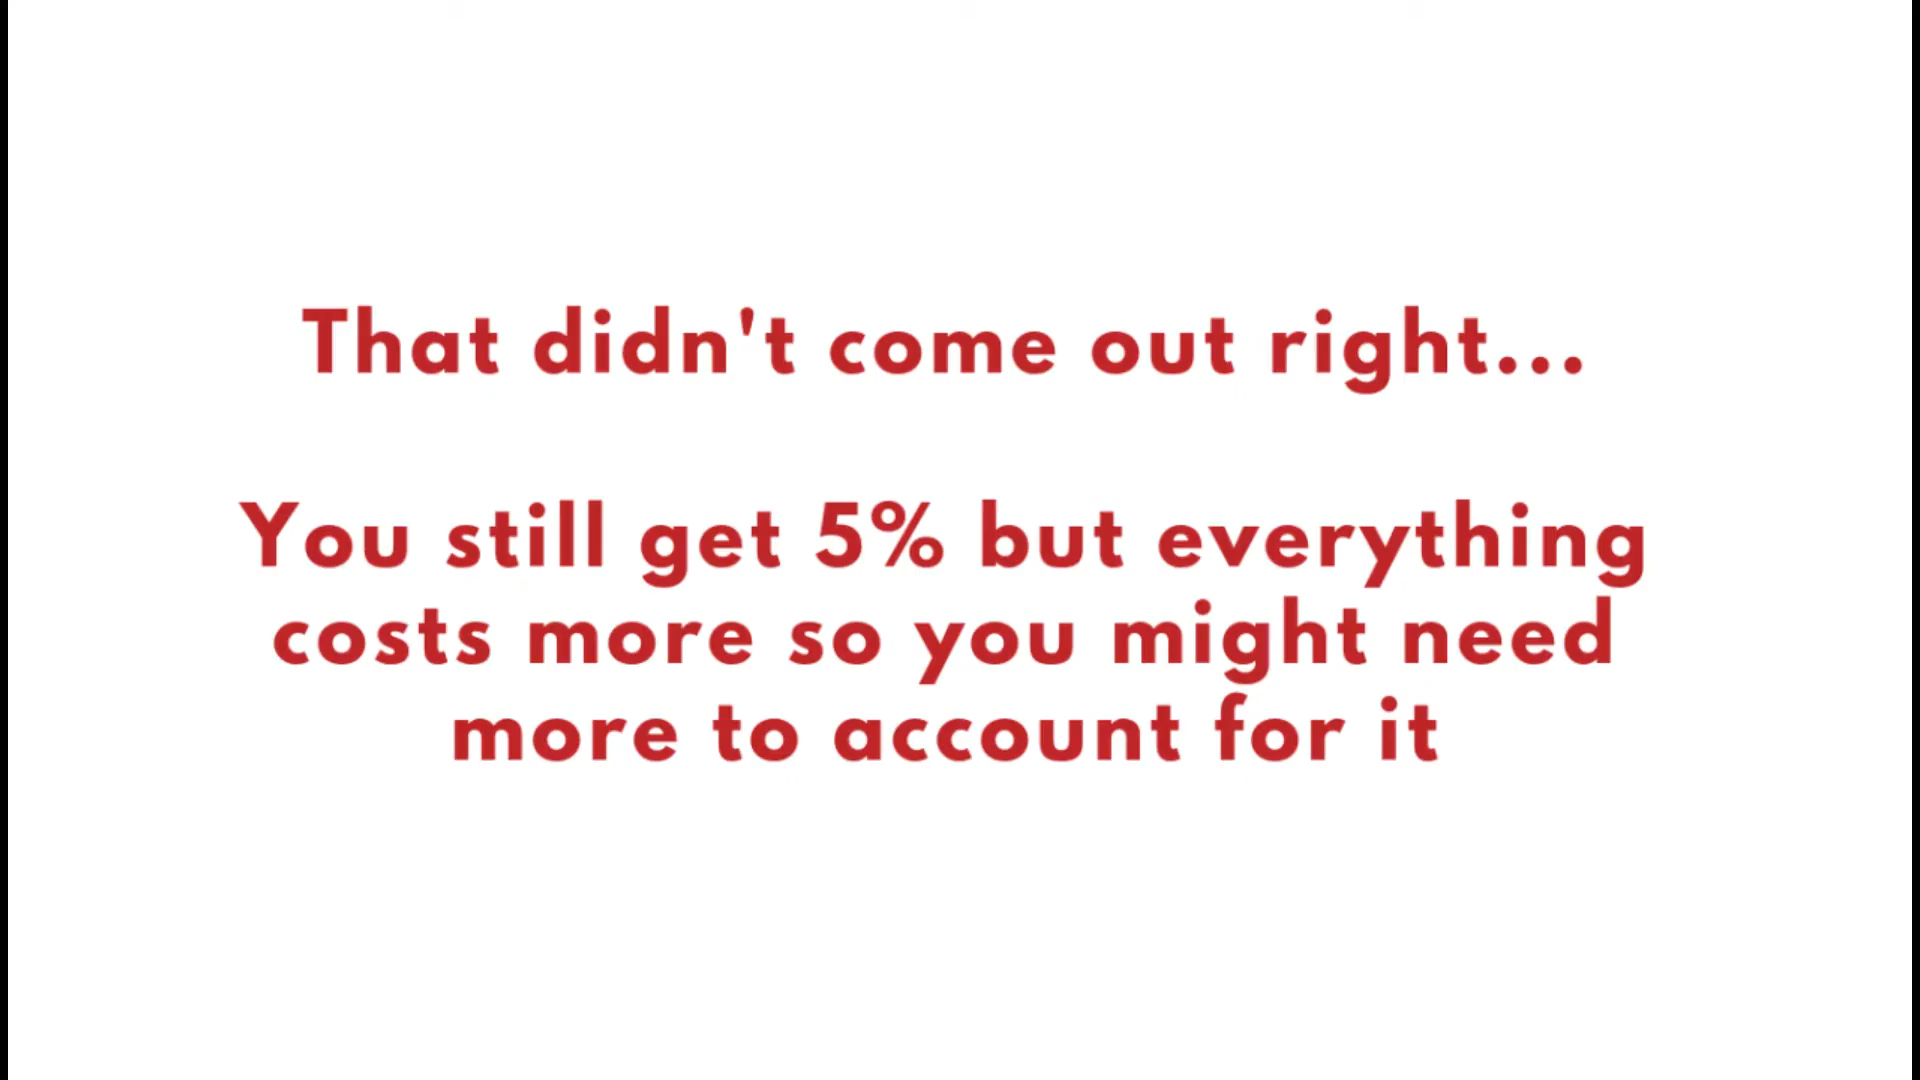 That didn't come out right...
You still get 5% but everything
costs more so you might need
more to account for it